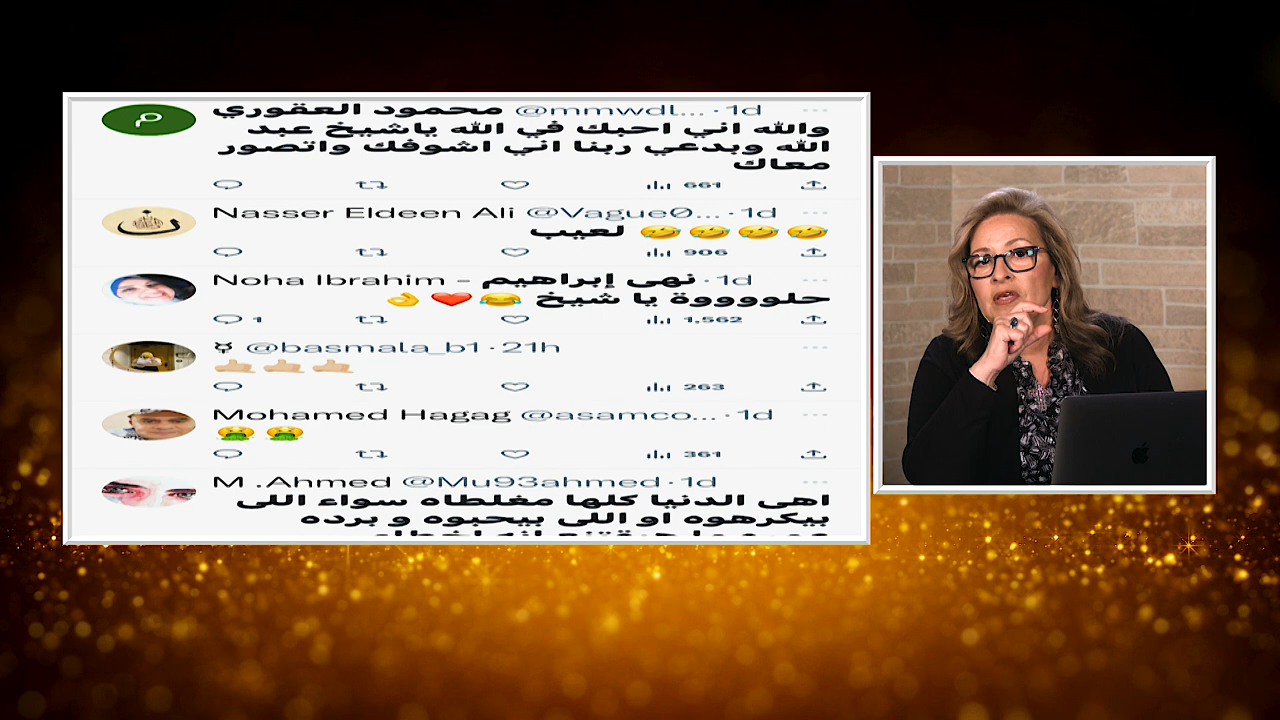 محمود العقوري @mmwdl... · 1d
والله اني احبك في الله ياشيخ عبد
الله وبدعي ربنا اني اشوفك واتصور
معاك
661
Nasser Eldeen Ali @Vague0... · 1d
🤣🤣🤣🤣 لعيب
906
Noha Ibrahim - نهى إبراهيم · 1d
حلووووة يا شيخ 😂❤️👌
1 1,562
☿ @basmala_b1 · 21h
263
Mohamed Hagag @asamco... · 1d
🤮🤮
361
M .Ahmed @Mu93ahmed · 1d
اهى الدنيا كلها مغلطاه سواء اللى
بيكرهوه او اللى بيحبوه و برده